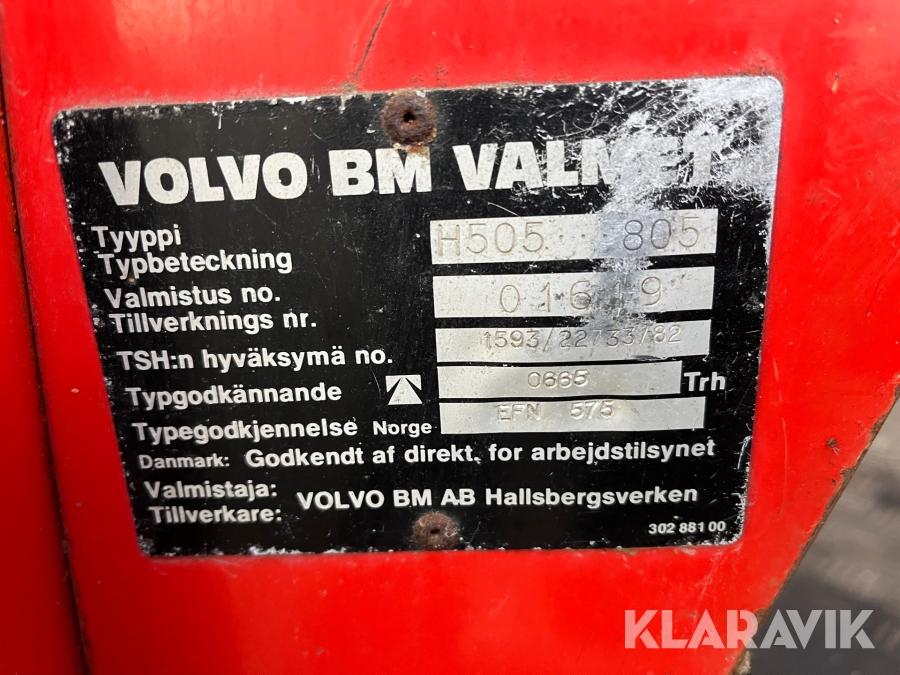 VOLVO BM VALMET
Tyyppi
Typbeteckning
H505 805
Valmistus no.
Tillverknings nr.
01619
TSH:n hyväksymä no.
1593/22/33/82
Typgodkännande
0665 Trh
Typegodkjennelse Norge
EFN 575
Danmark: Godkendt af direkt. for arbejdstilsynet
Valmistaja:
Tillverkare:
VOLVO BM AB Hallsbergsverken
302 881 00
KLARAVIK